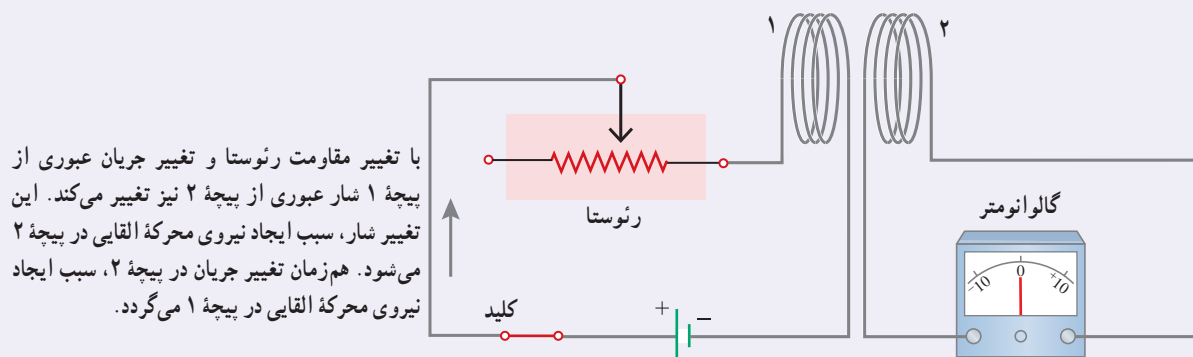 ۱
۲
با تغییر مقاومت رئوستا و تغییر جریان عبوری از
پیچهٔ ۱ شار عبوری از پیچهٔ ۲ نیز تغییر می‌کند. این
تغییر شار، سبب ایجاد نیروی محرکهٔ القایی در پیچهٔ ۲
می‌شود. هم‌زمان تغییر جریان در پیچهٔ ۲، سبب ایجاد
نیروی محرکهٔ القایی در پیچهٔ ۱ می‌گردد.
رئوستا
کلید
+
−
گالوانومتر
−10 0 +10